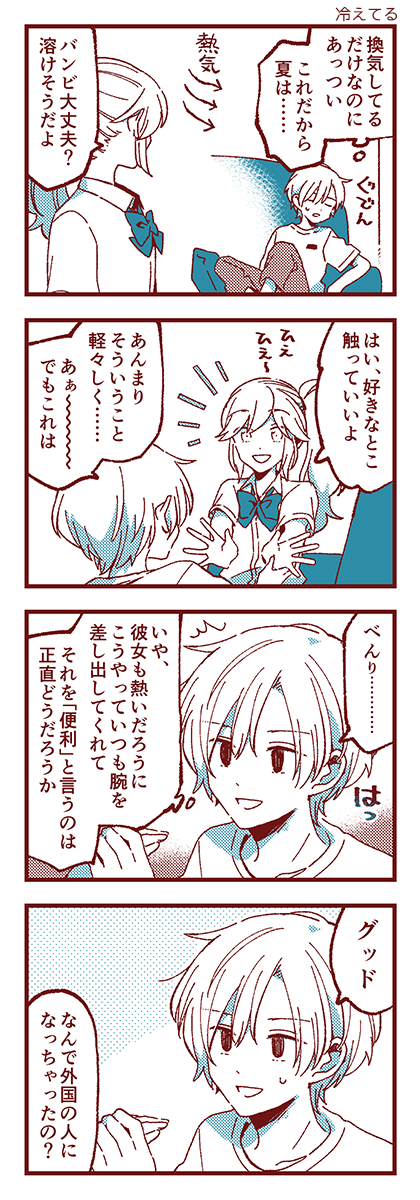 冷えてる
換気してる
だけなのに
あっつい
これだから
夏は……
ぐでん
熱気
バンビ大丈夫?
溶けそうだよ
はい、好きなとこ
触っていいよ
ひえ
ひえ〜
あんまり
そういうこと
軽々しく……
あぁ〜〜〜〜
でもこれは
べんり………
はっ
いや、
彼女も熱いだろうに
こうやっていつも腕を
差し出してくれて
それを「便利」と言うのは
正直どうだろうか
グッド
なんで外国の人に
なっちゃったの?